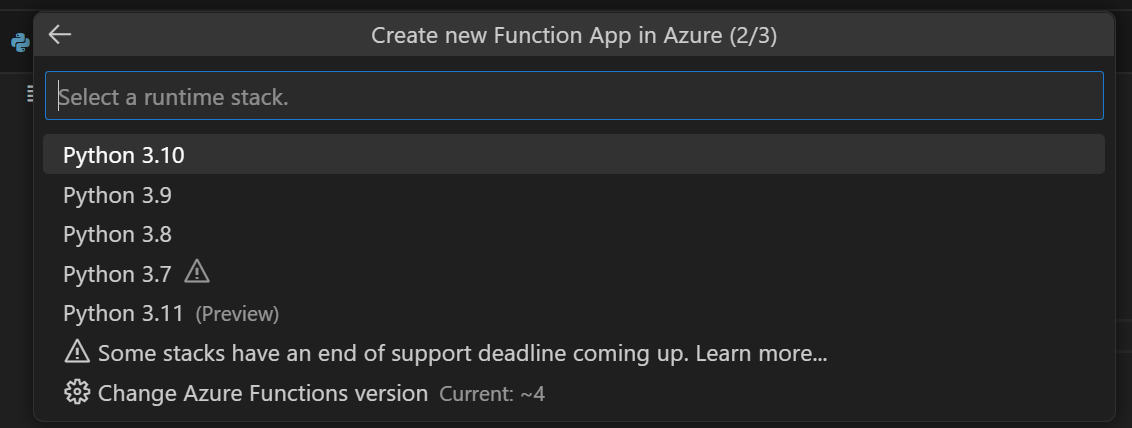 Create new Function App in Azure (2/3)
Select a runtime stack.
Python 3.10
Python 3.9
Python 3.8
Python 3.7
Python 3.11 (Preview)
Some stacks have an end of support deadline coming up. Learn more...
Change Azure Functions version Current: ~4